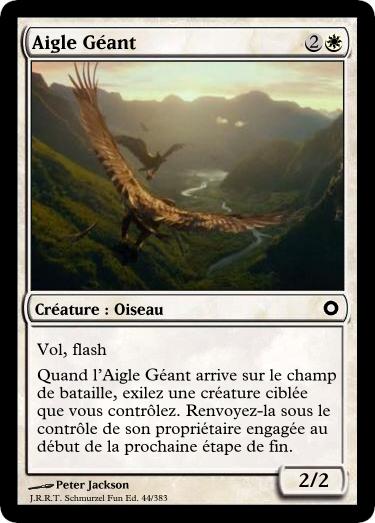 Aigle Géant 2
Créature : Oiseau
Vol, flash
Quand l'Aigle Géant arrive sur le champ
de bataille, exilez une créature ciblée
que vous contrôlez. Renvoyez-la sous le
contrôle de son propriétaire engagée au
début de la prochaine étape de fin.
2/2
Peter Jackson
J.R.R.T. Schmurzel Fun Ed. 44/383